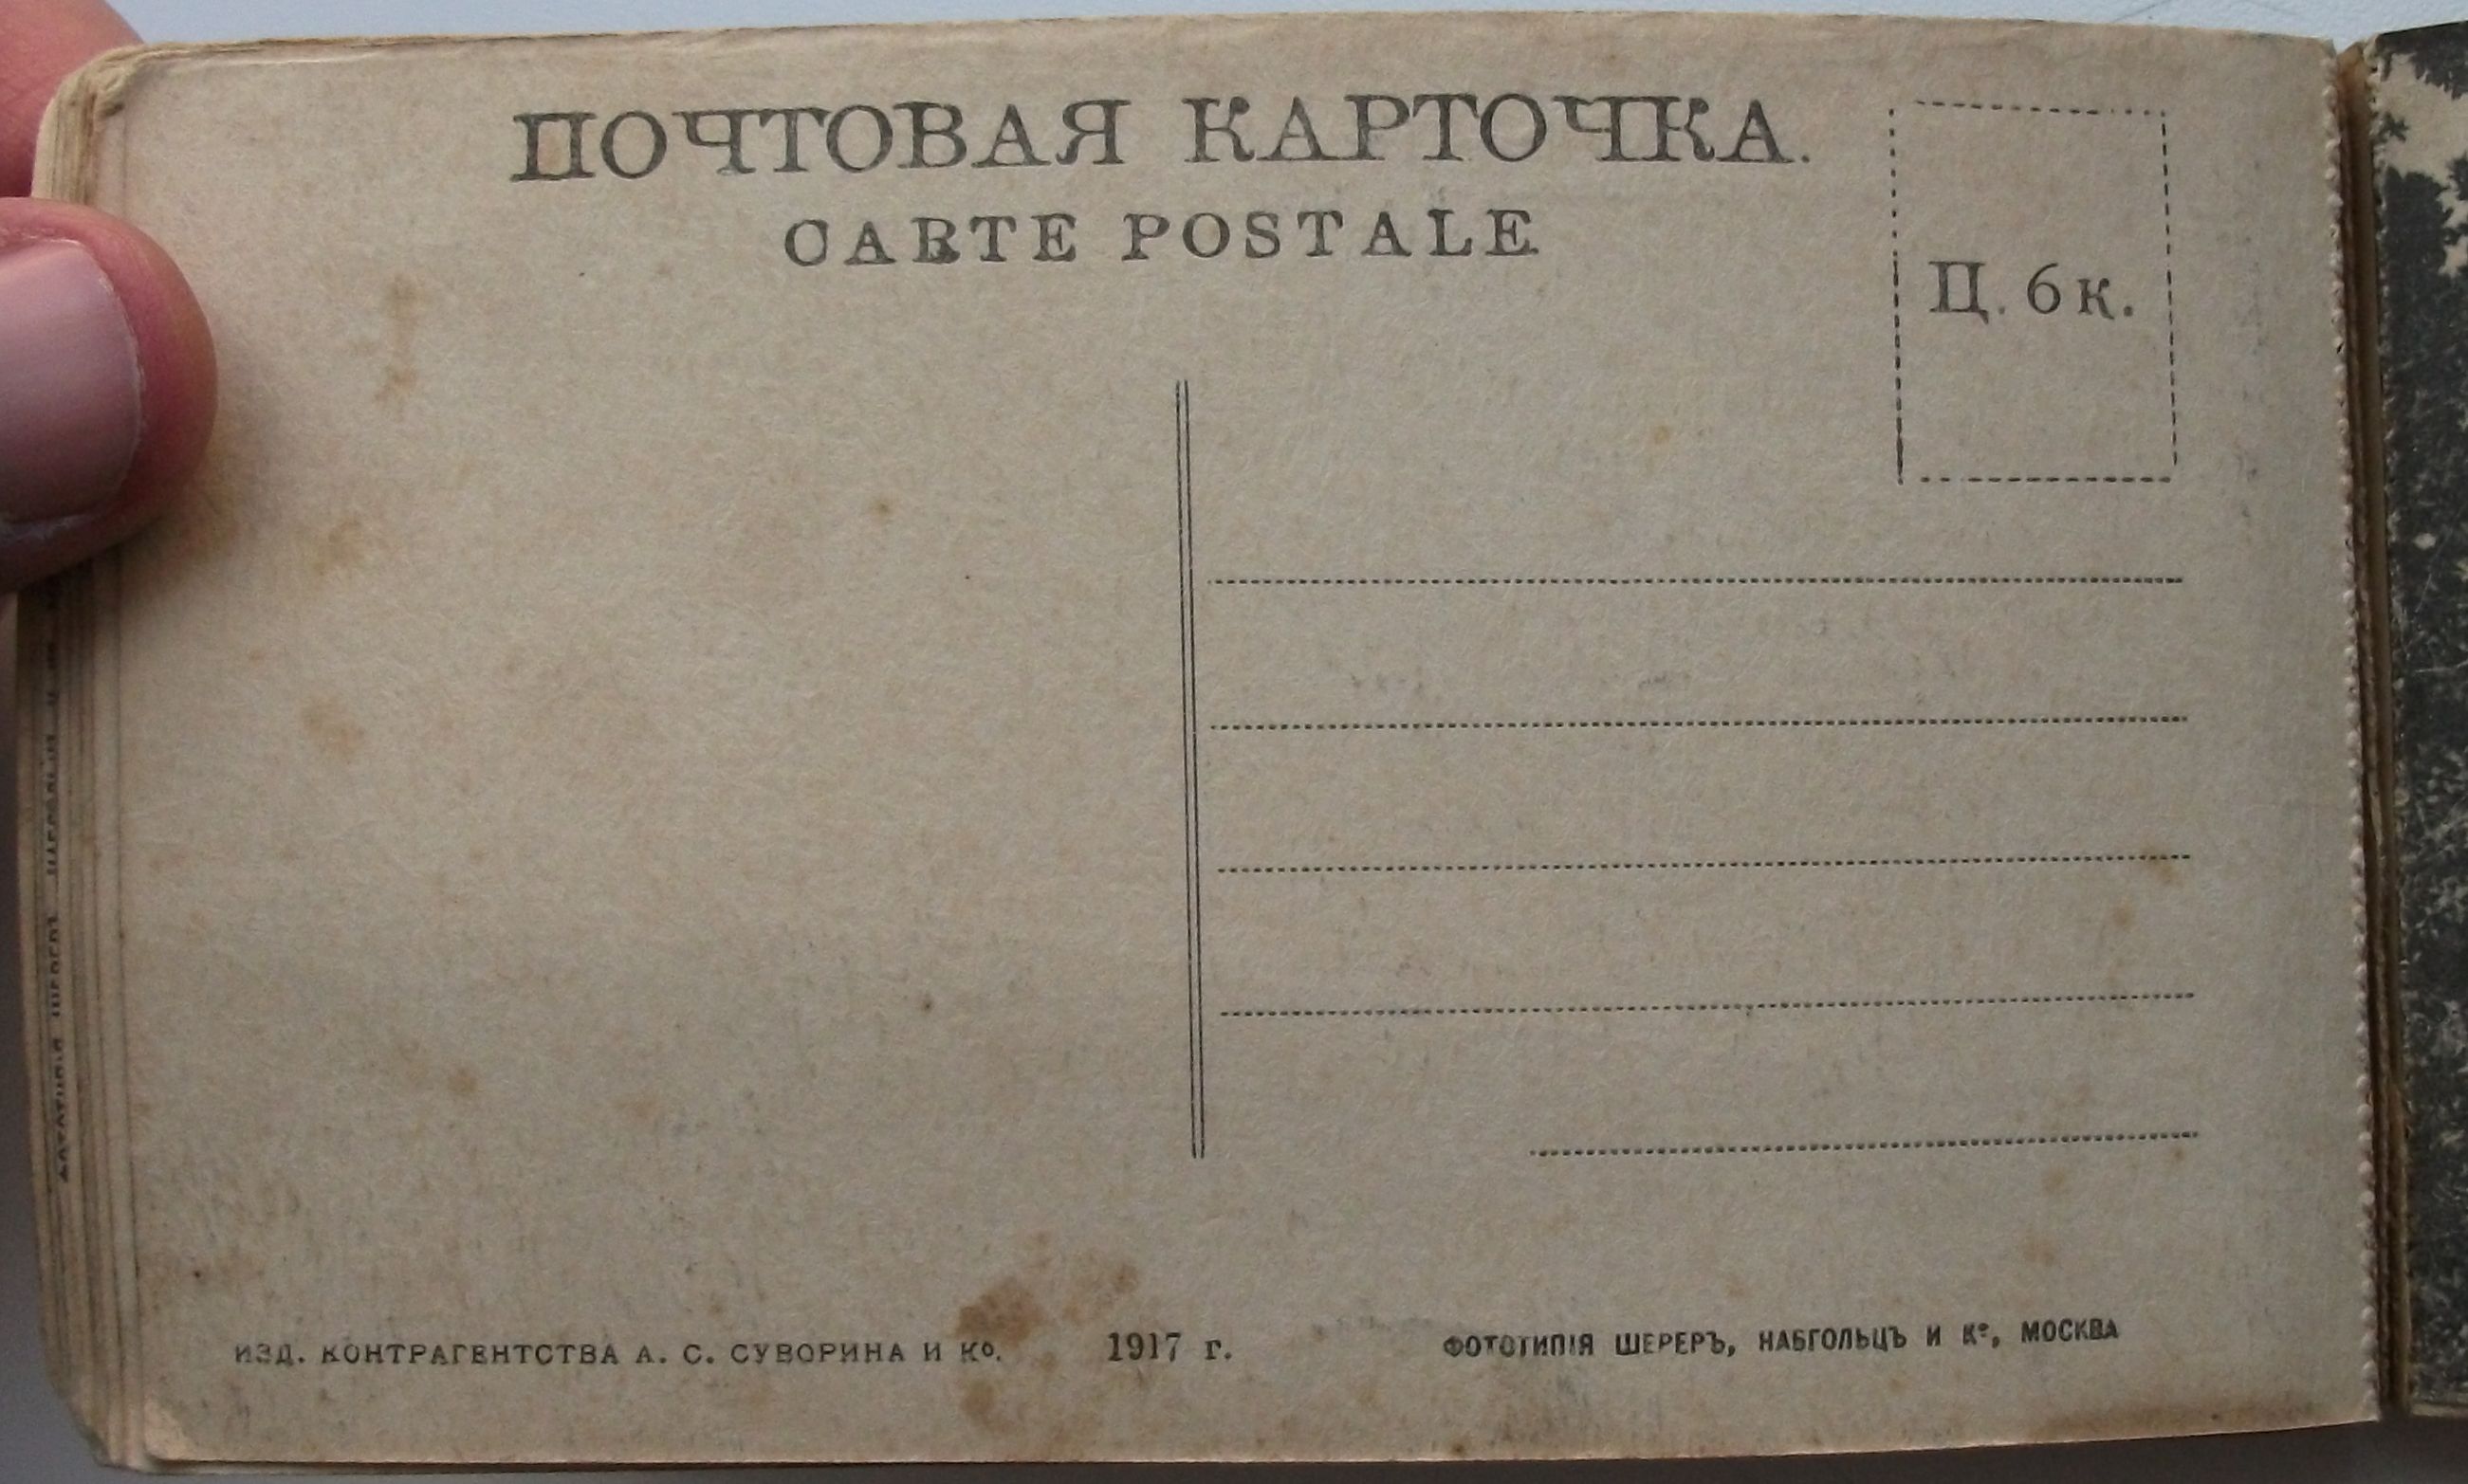 ПОЧТОВАЯ КАРТОЧКА.
CARTE POSTALE
Ц. 6 к.
ИЗД. КОНТРАГЕНТСТВА А. С. СУВОРИНА И Ко. 1917 г. ФОТОТИПІЯ ШЕРЕРЪ, НАБГОЛЬЦЪ И Ко, МОСКВА